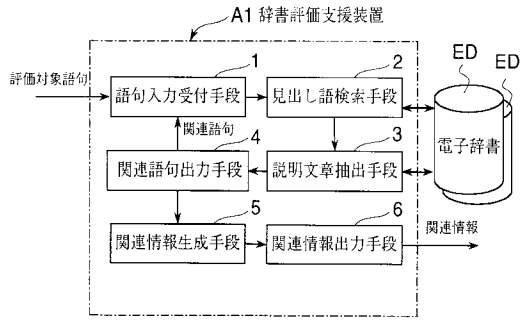 A1 辞書評価支援装置
ED
ED
1
2
評価対象語句
語句入力受付手段
見出し語検索手段
関連語句
4
3
電子辞書
関連語句出力手段
説明文章抽出手段
5
6
関連情報
関連情報生成手段
関連情報出力手段